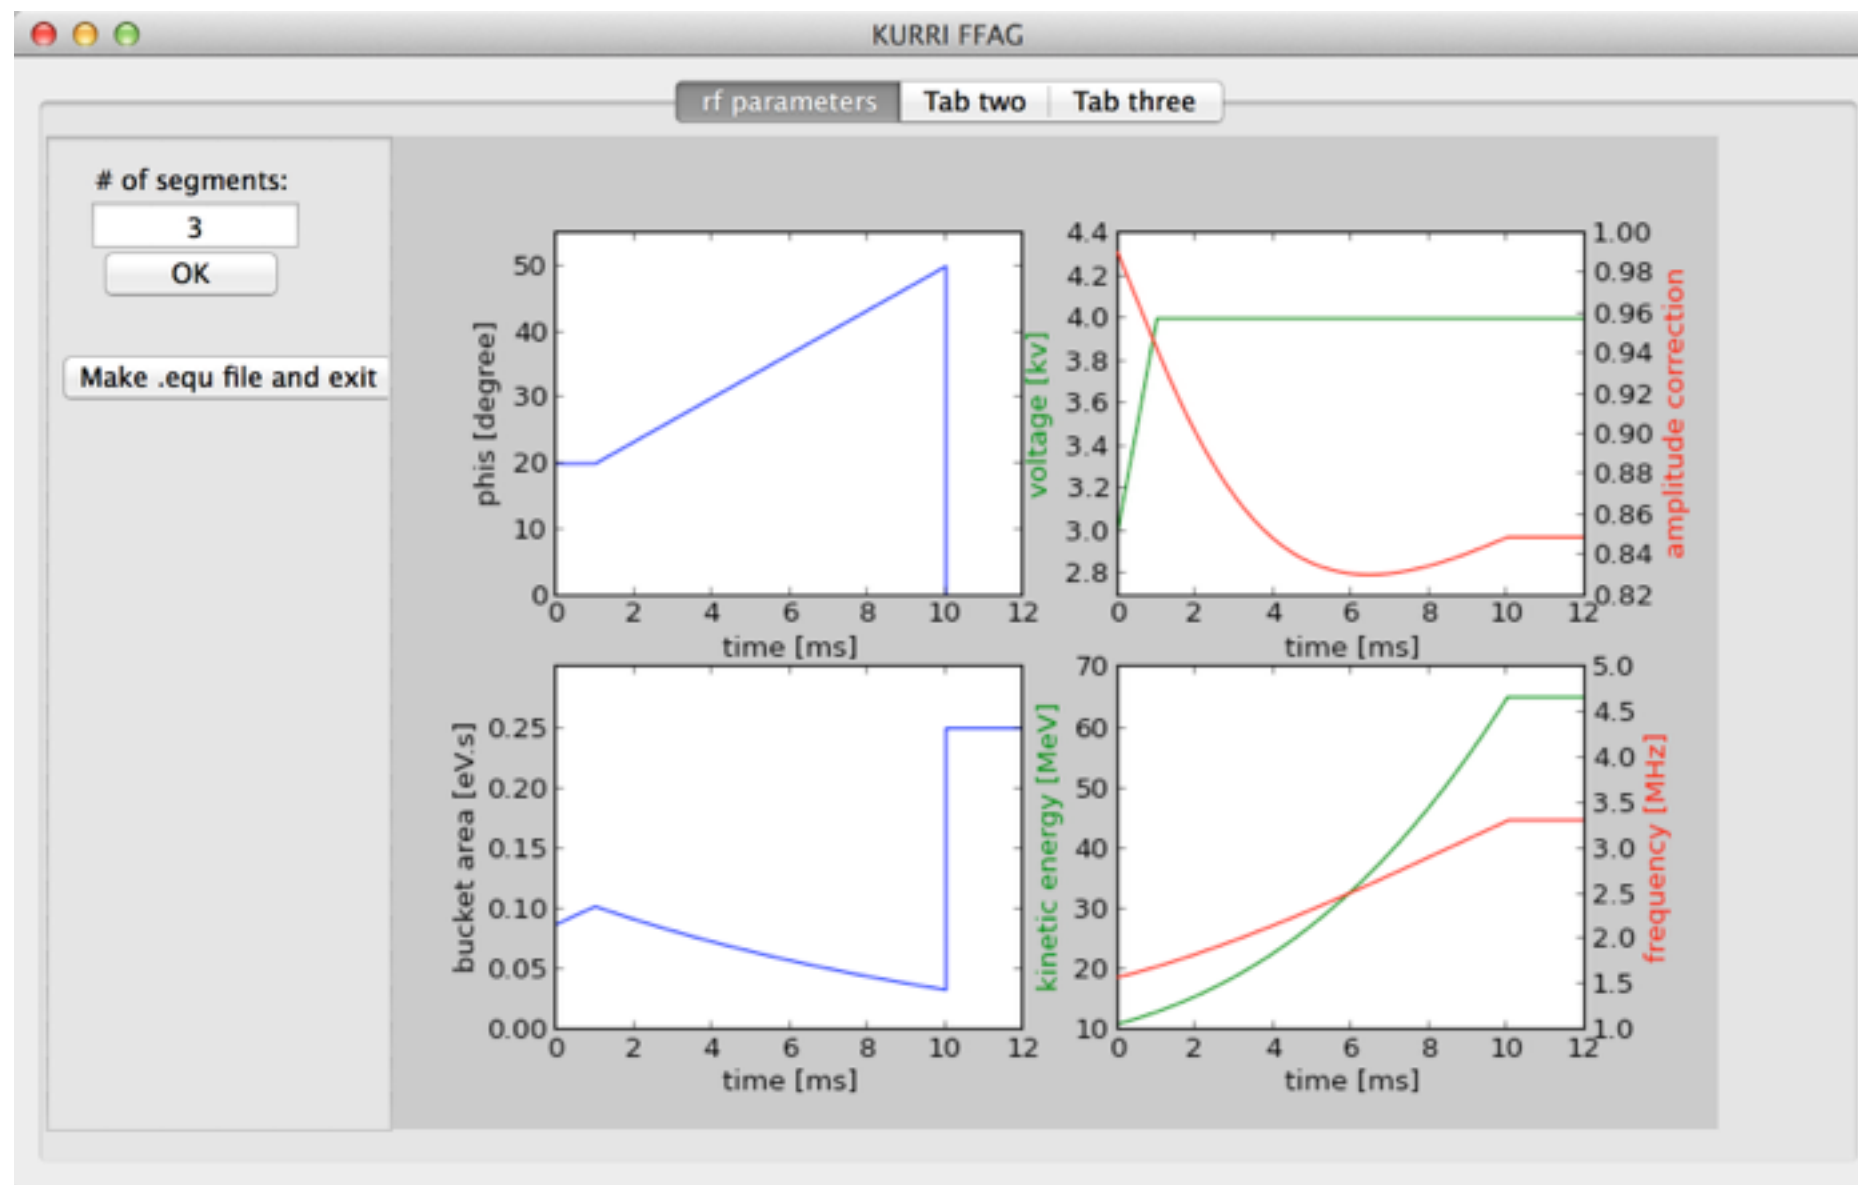 KURRI FFAG
rf parameters Tab two Tab three
# of segments:
3
OK
Make .equ file and exit
phis [degree]
50
40
30
20
10
0
0 2 4 6 8 10 12
time [ms]
voltage [kv]
4.4
4.2
4.0
3.8
3.6
3.4
3.2
3.0
2.8
1.00
0.98
0.96
0.94
0.92
0.90
0.88
0.86
0.84
0.82
amplitude correction
0 2 4 6 8 10 12
time [ms]
bucket area [eV.s]
0.25
0.20
0.15
0.10
0.05
0.00
0 2 4 6 8 10 12
time [ms]
kinetic energy [MeV]
70
60
50
40
30
20
10
5.0
4.5
4.0
3.5
3.0
2.5
2.0
1.5
1.0
frequency [MHz]
0 2 4 6 8 10 12
time [ms]